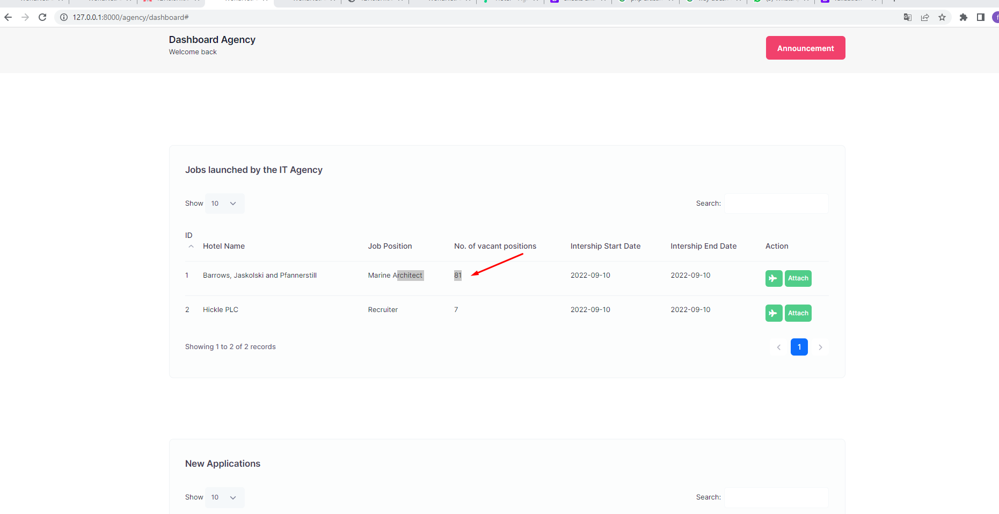 127.0.0.1:8000/agency/dashboard#
Dashboard Agency
Welcome back
Announcement
Jobs launched by the IT Agency
Show 10 Search:
ID
Hotel Name Job Position No. of vacant positions Intership Start Date Intership End Date Action
1 Barrows, Jaskolski and Pfannerstill Marine Architect 81 2022-09-10 2022-09-10 Attach
2 Hickle PLC Recruiter 7 2022-09-10 2022-09-10 Attach
Showing 1 to 2 of 2 records 1
New Applications
Show 10 Search: